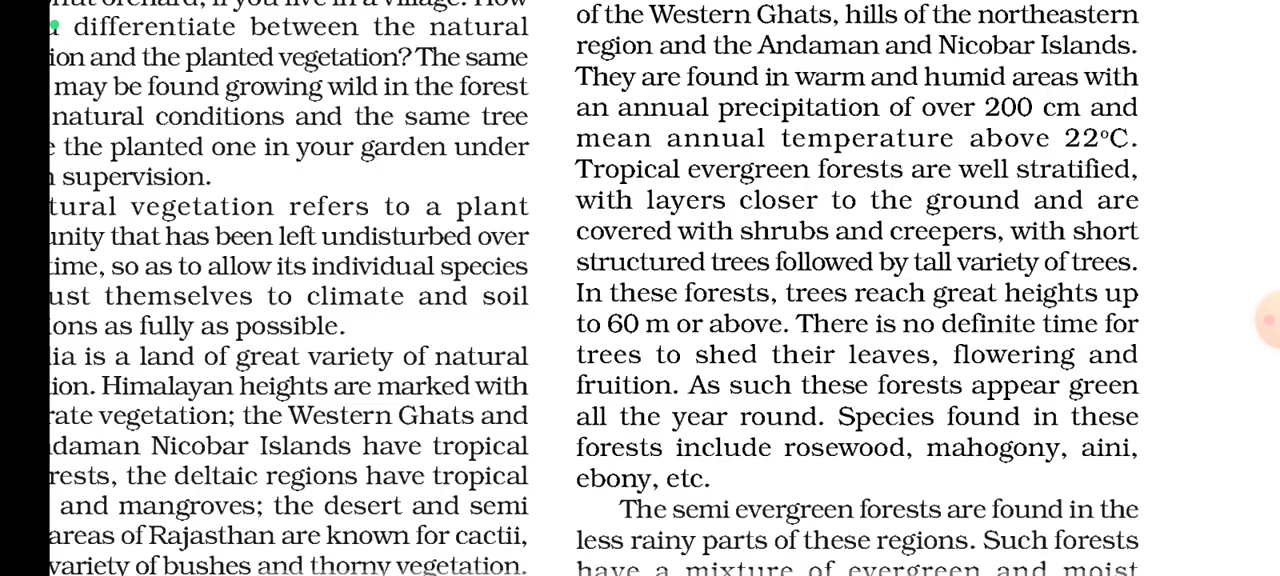 differentiate between the natural
and the planted vegetation? The same
may be found growing wild in the forest
natural conditions and the same tree
the planted one in your garden under
supervision.
vegetation refers to a plant
that has been left undisturbed over
so as to allow its individual species
themselves to climate and soil
as fully as possible.
is a land of great variety of natural
Himalayan heights are marked with
vegetation; the Western Ghats and
Nicobar Islands have tropical
the deltaic regions have tropical
and mangroves; the desert and semi
areas of Rajasthan are known for cactii,
variety of bushes and thorny vegetation.
of the Western Ghats, hills of the northeastern
region and the Andaman and Nicobar Islands.
They are found in warm and humid areas with
an annual precipitation of over 200 cm and
mean annual temperature above 22°C.
Tropical evergreen forests are well stratified,
with layers closer to the ground and are
covered with shrubs and creepers, with short
structured trees followed by tall variety of trees.
In these forests, trees reach great heights up
to 60 m or above. There is no definite time for
trees to shed their leaves, flowering and
fruition. As such these forests appear green
all the year round. Species found in these
forests include rosewood, mahogony, aini,
ebony, etc.
The semi evergreen forests are found in the
less rainy parts of these regions. Such forests
have a mixture of evergreen and moist